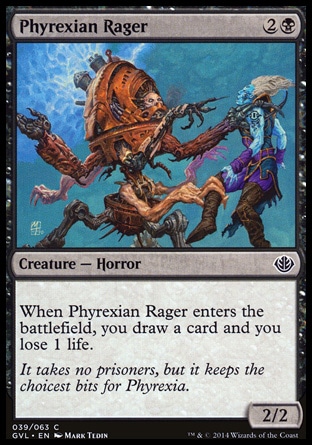 Phyrexian Rager 2
Creature — Horror
When Phyrexian Rager enters the
battlefield, you draw a card and you
lose 1 life.
It takes no prisoners, but it keeps the
choicest bits for Phyrexia.
2/2
039/063 C
GVL • EN Mark Tedin ™ & © 2014 Wizards of the Coast